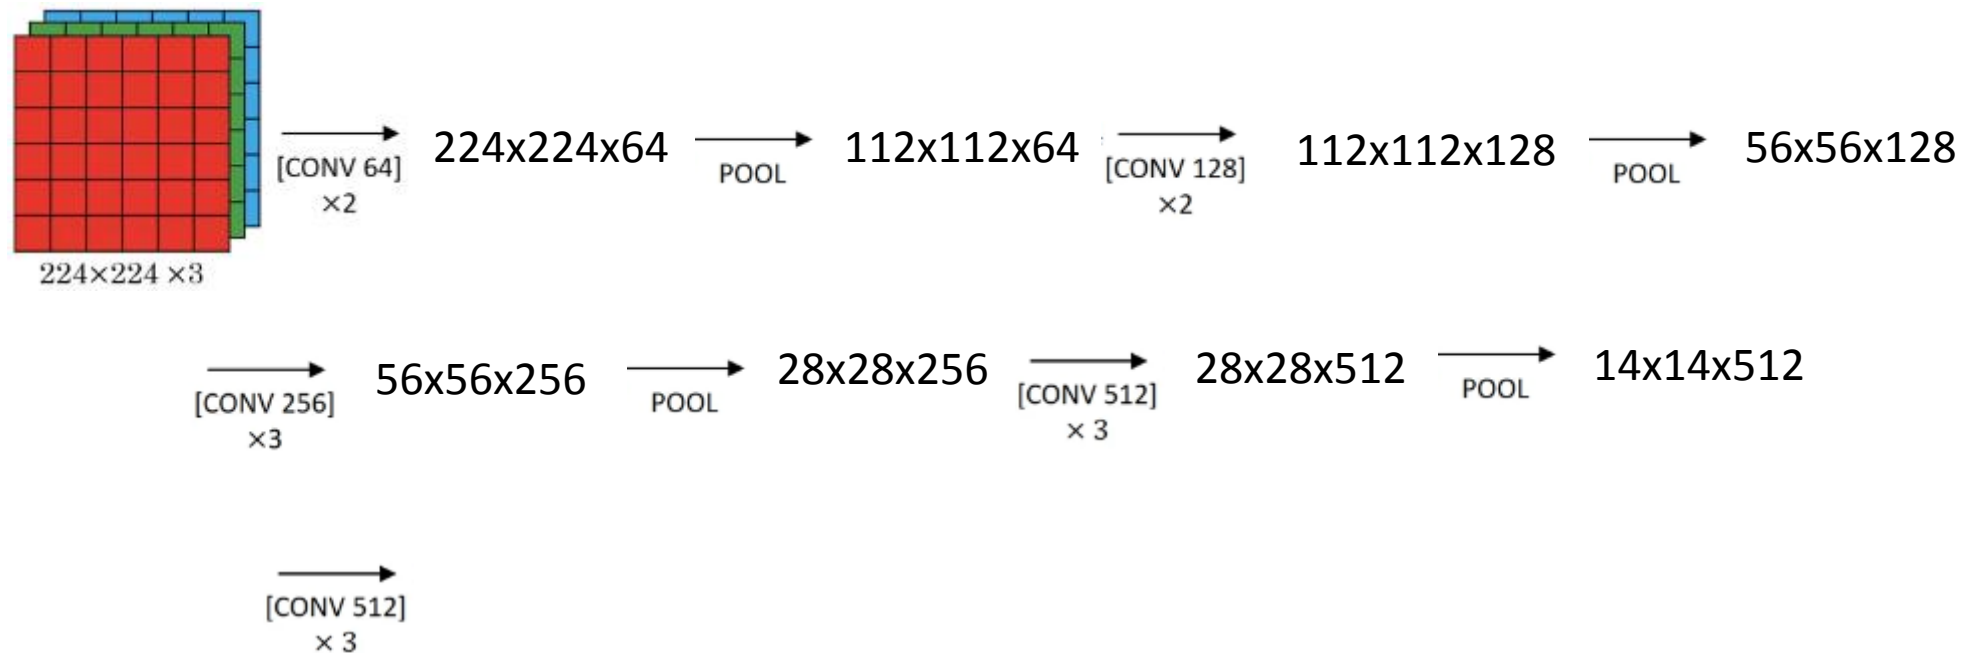 224×224 ×3
[CONV 64]
×2
224x224x64
POOL
112x112x64
[CONV 128]
×2
112x112x128
POOL
56x56x128
[CONV 256]
×3
56x56x256
POOL
28x28x256
[CONV 512]
× 3
28x28x512
POOL
14x14x512
[CONV 512]
× 3